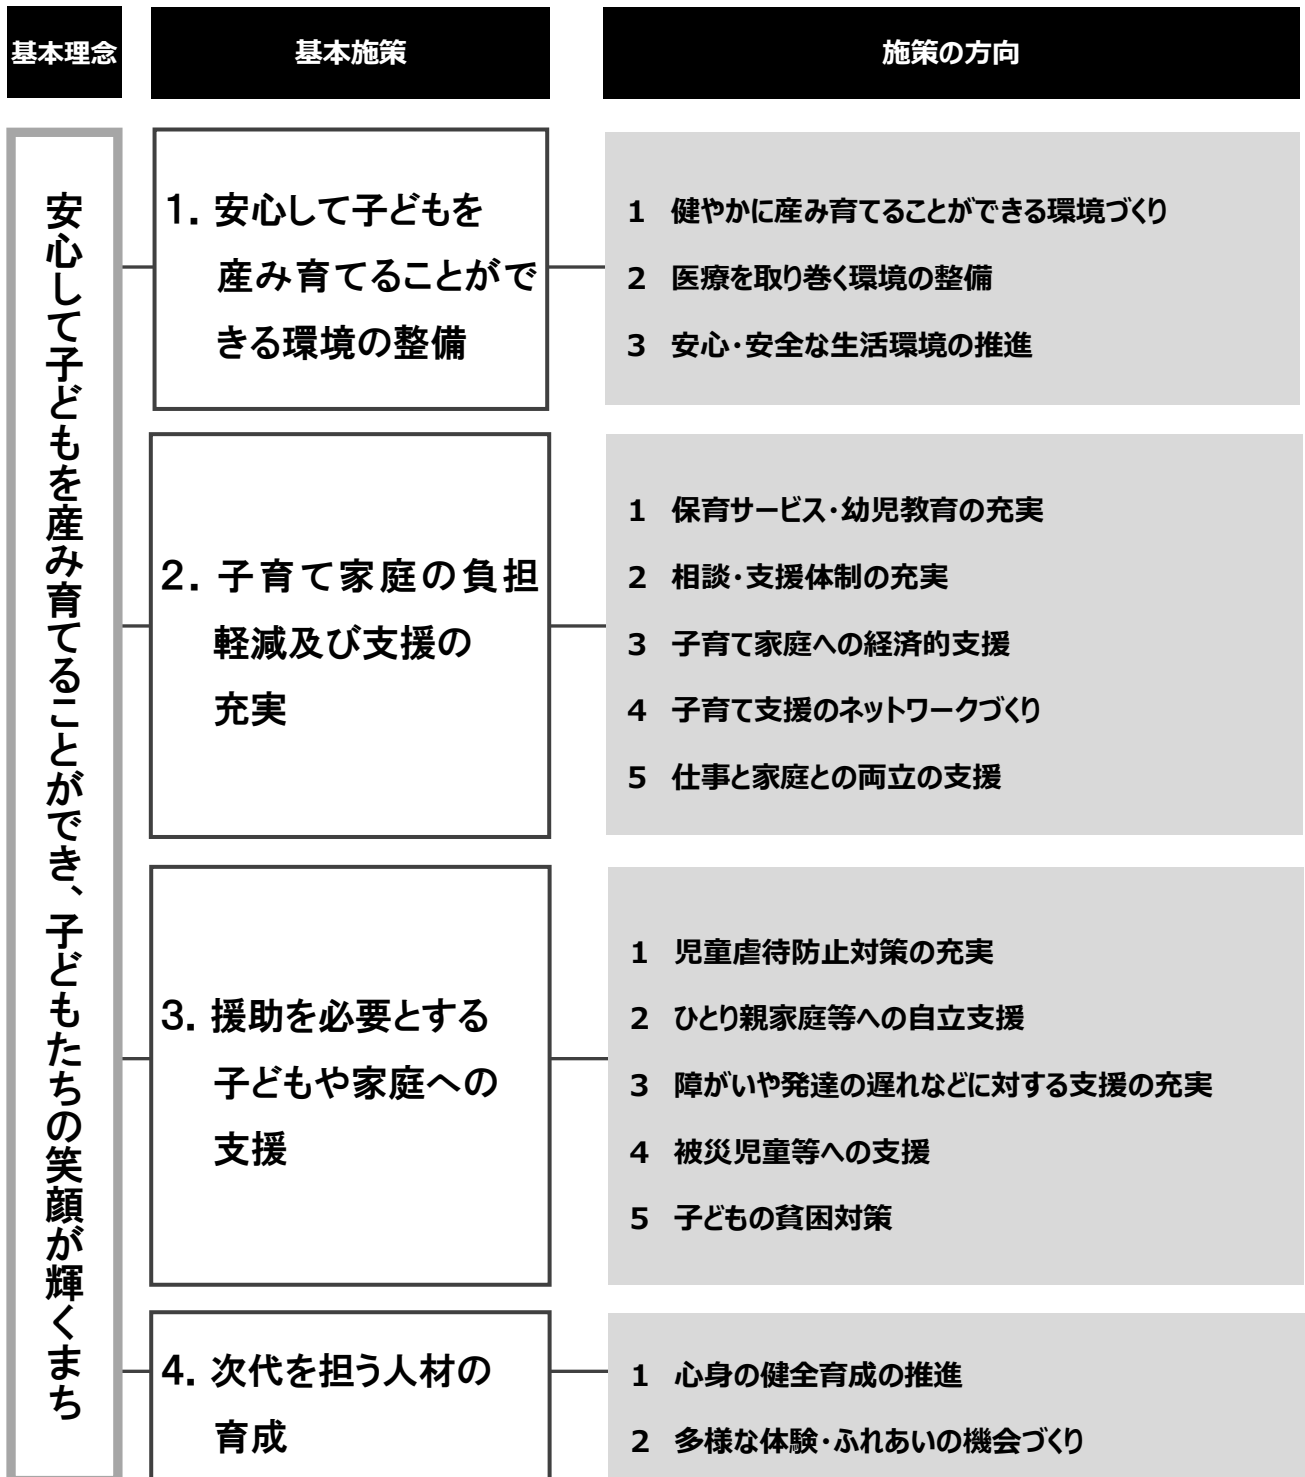 基本理念
基本施策
施策の方向
安心して子どもを産み育てることができ、子どもたちの笑顔が輝くまち
1. 安心して子どもを
産み育てることがで
きる環境の整備
1 健やかに産み育てることができる環境づくり
2 医療を取り巻く環境の整備
3 安心・安全な生活環境の推進
2. 子育て家庭の負担
軽減及び支援の
充実
1 保育サービス・幼児教育の充実
2 相談・支援体制の充実
3 子育て家庭への経済的支援
4 子育て支援のネットワークづくり
5 仕事と家庭との両立の支援
3. 援助を必要とする
子どもや家庭への
支援
1 児童虐待防止対策の充実
2 ひとり親家庭等への自立支援
3 障がいや発達の遅れなどに対する支援の充実
4 被災児童等への支援
5 子どもの貧困対策
4. 次代を担う人材の
育成
1 心身の健全育成の推進
2 多様な体験・ふれあいの機会づくり